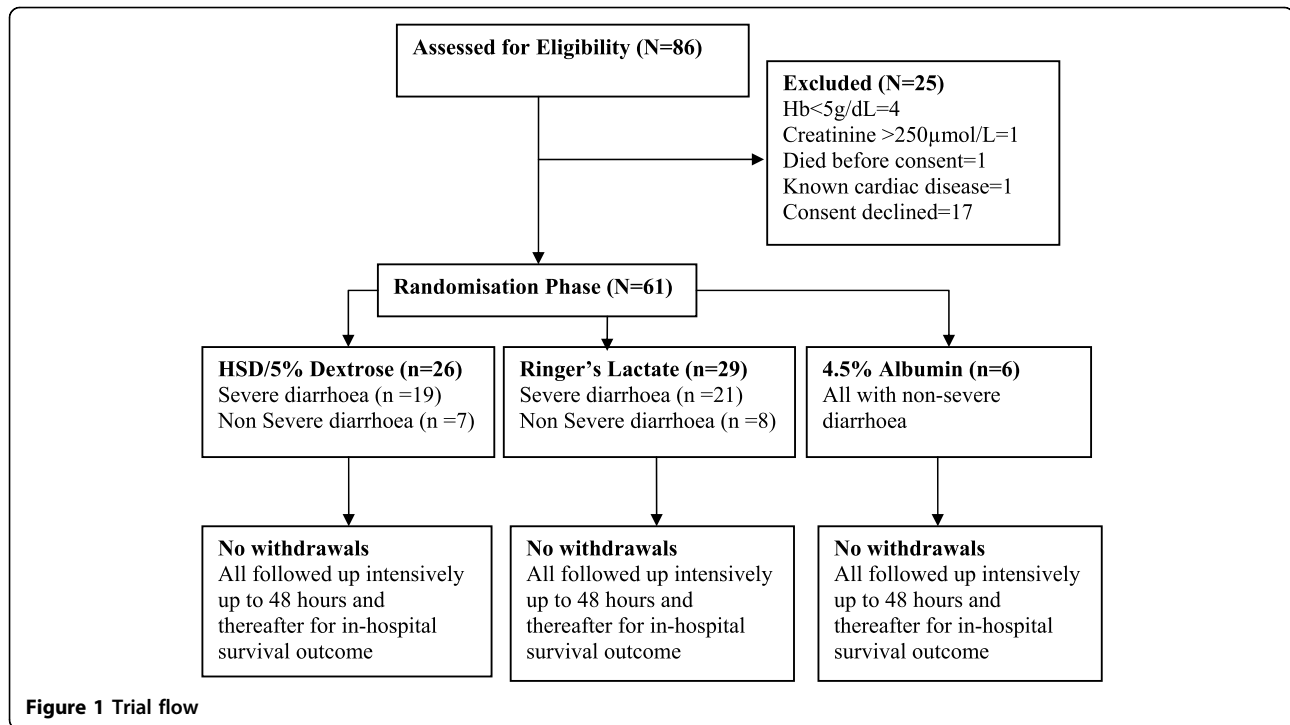 Assessed for Eligibility (N=86)
Excluded (N=25)
Hb<5g/dL=4
Creatinine >250µmol/L=1
Died before consent=1
Known cardiac disease=1
Consent declined=17
Randomisation Phase (N=61)
HSD/5% Dextrose (n=26)
Severe diarrhoea (n =19)
Non Severe diarrhoea (n =7)
Ringer's Lactate (n=29)
Severe diarrhoea (n =21)
Non Severe diarrhoea (n =8)
4.5% Albumin (n=6)
All with non-severe
diarrhoea
No withdrawals
All followed up intensively
up to 48 hours and
thereafter for in-hospital
survival outcome
No withdrawals
All followed up intensively
up to 48 hours and
thereafter for in-hospital
survival outcome
No withdrawals
All followed up intensively
up to 48 hours and
thereafter for in-hospital
survival outcome
Figure 1 Trial flow